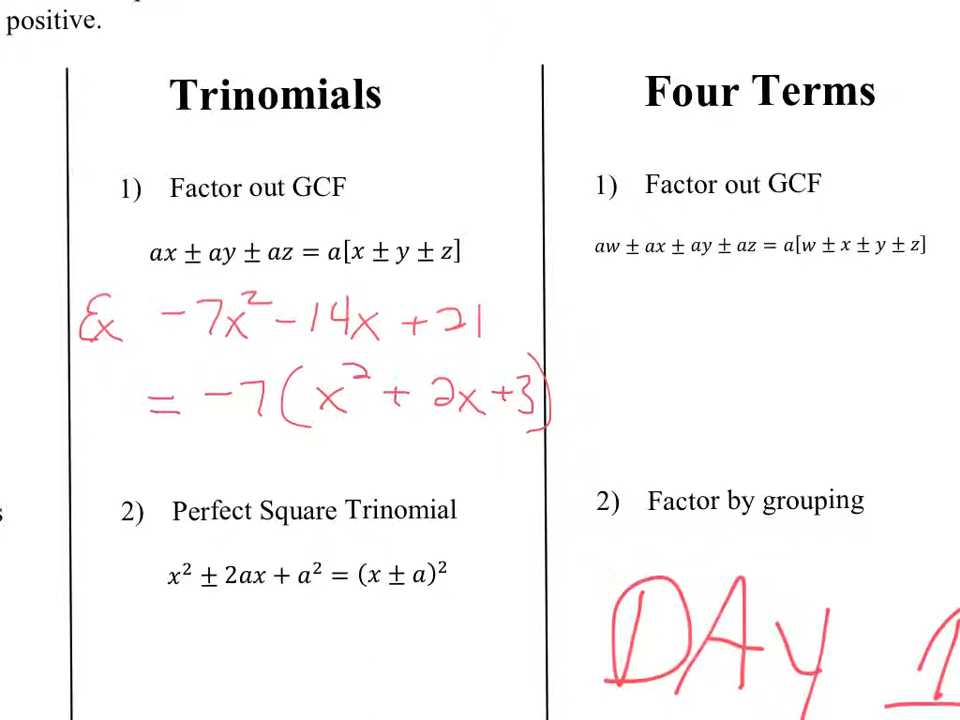 positive.
Trinomials
1) Factor out GCF
ax ± ay ± az = a[x ± y ± z]
Ex -7x² - 14x + 21
= -7(x² + 2x + 3)
2) Perfect Square Trinomial
x² ± 2ax + a² = (x ± a)²
Four Terms
1) Factor out GCF
aw ± ax ± ay ± az = a[w ± x ± y ± z]
2) Factor by grouping
DAY